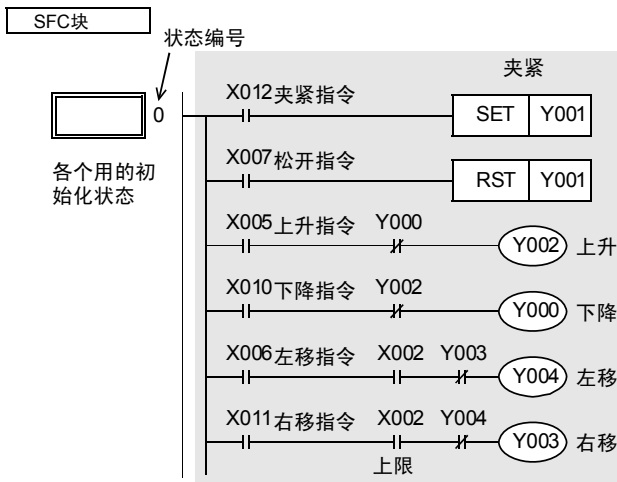 SFC块
状态编号
夹紧
X012夹紧指令
0
SET Y001
X007松开指令
各个用的初
始化状态
RST Y001
X005上升指令 Y000
Y002 上升
X010下降指令 Y002
Y000 下降
X006左移指令 X002 Y003
Y004 左移
X011右移指令 X002 Y004
Y003 右移
上限